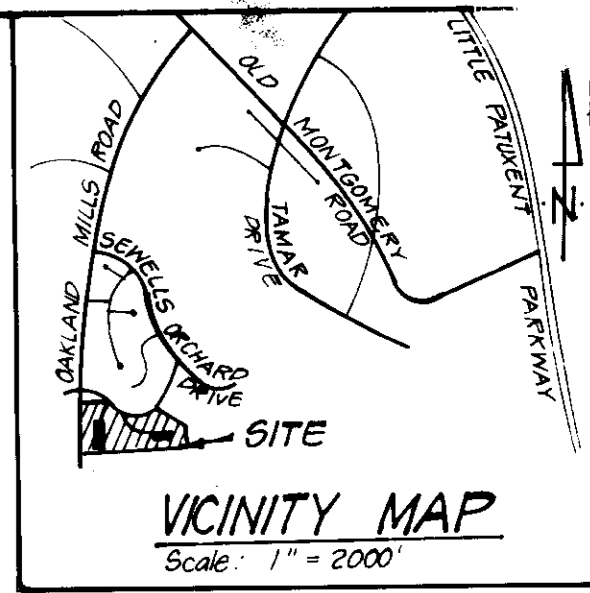 OLD
MONTGOMERY
ROAD
LITTLE PATUXENT
PARKWAY
N
OAKLAND MILLS ROAD
TAMAR
DRIVE
SEWELLS
ORCHARD
DRIVE
SITE
VICINITY MAP
Scale: 1" = 2000'